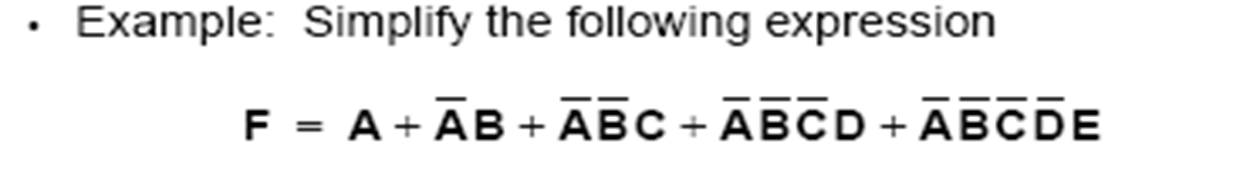 • Example: Simplify the following expression
F = A + A̅B + A̅B̅C + A̅B̅C̅D + A̅B̅C̅D̅E